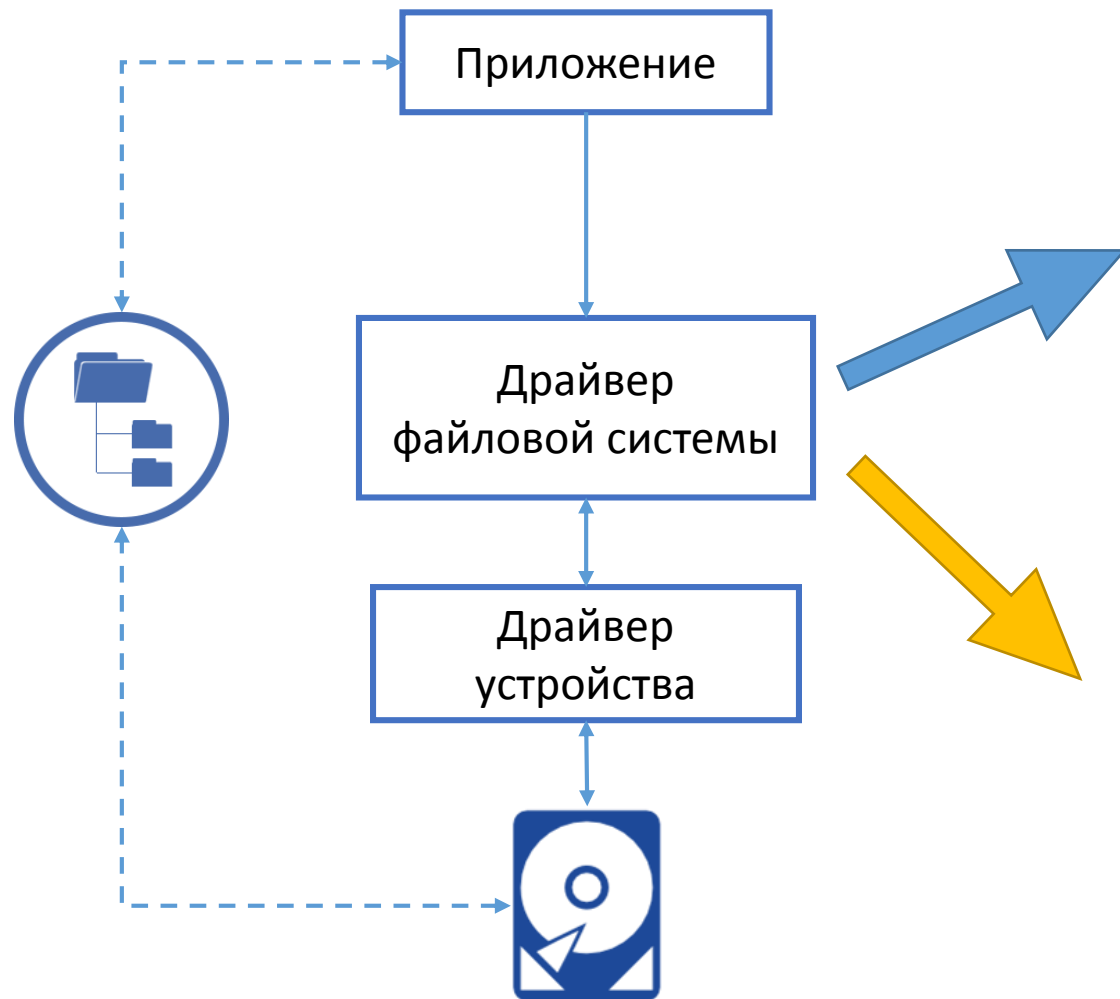 Приложение
Драйвер
файловой системы
Драйвер
устройства